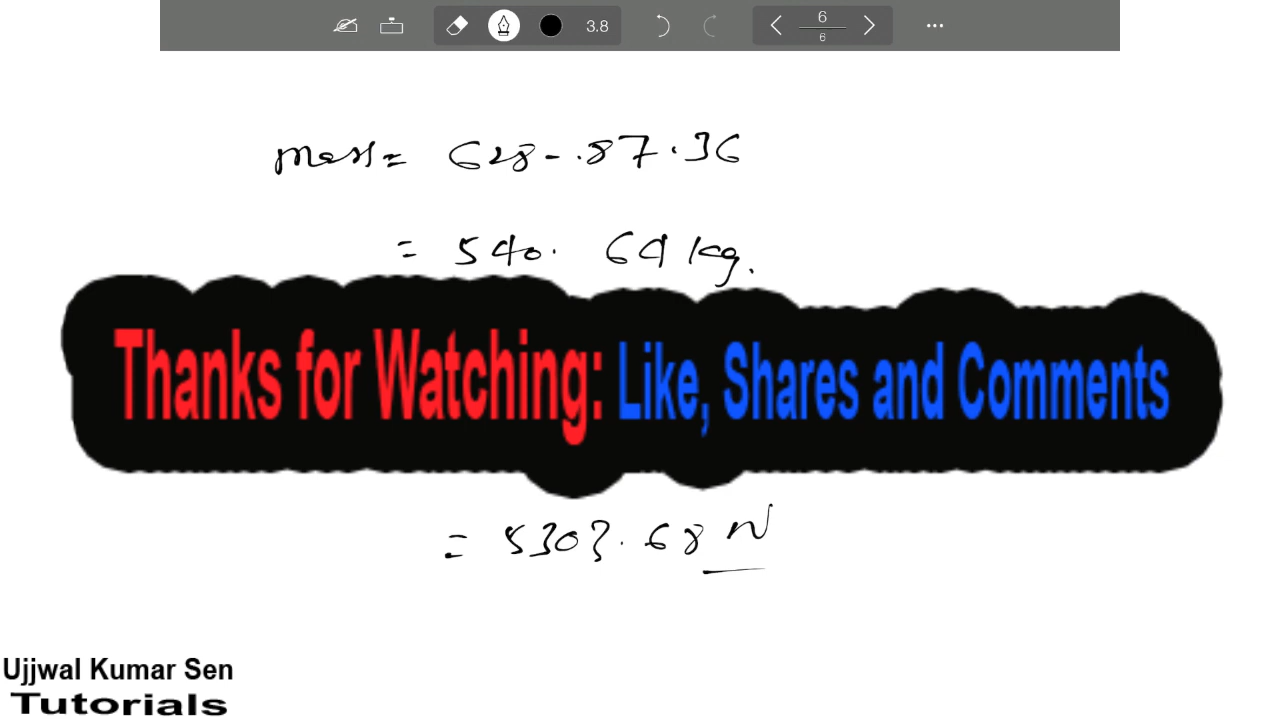 3.8
6
6
mass = 628 - 87.36
= 540.64 kg.
Thanks for Watching: Like, Shares and Comments
= 5303.68 N
Ujjwal Kumar Sen
Tutorials